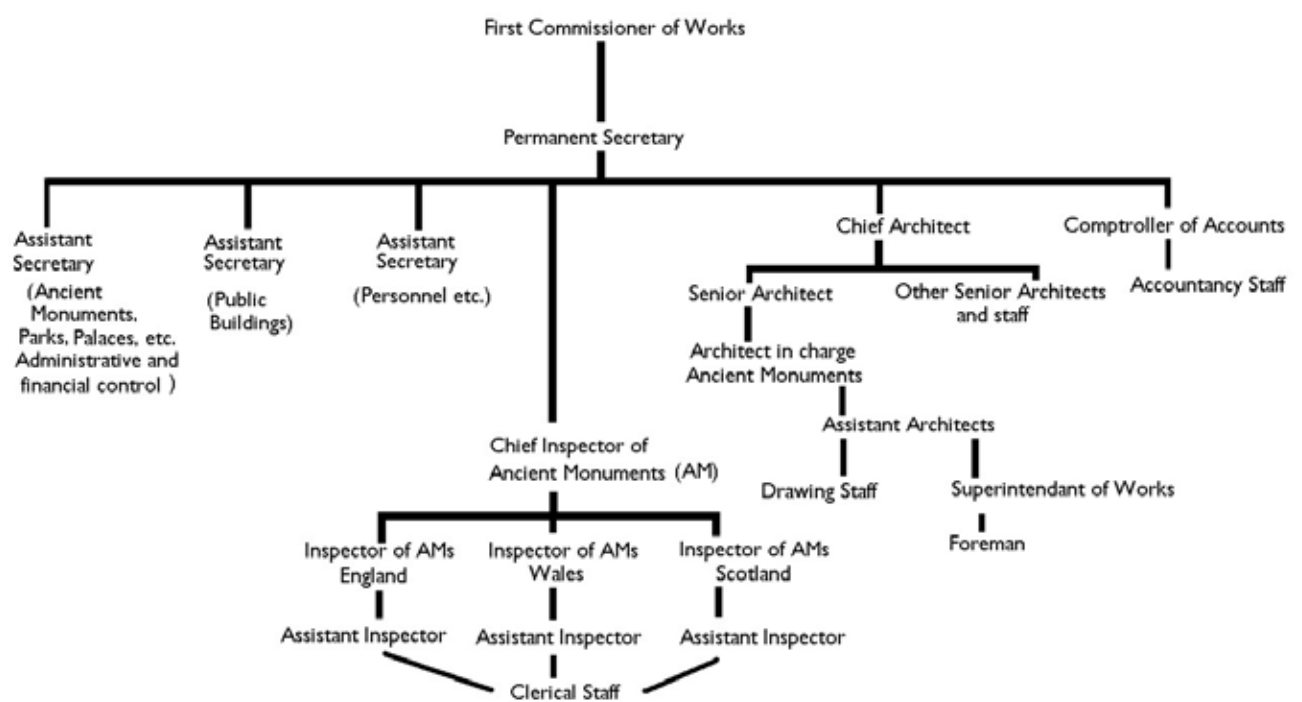 First Commissioner of Works
Permanent Secretary
Assistant
Secretary
(Ancient
Monuments,
Parks, Palaces, etc.
Administrative and
financial control )
Assistant
Secretary
(Public
Buildings)
Assistant
Secretary
(Personnel etc.)
Chief Inspector of
Ancient Monuments (AM)
Inspector of AMs
England
Inspector of AMs
Wales
Inspector of AMs
Scotland
Assistant Inspector
Assistant Inspector
Assistant Inspector
Clerical Staff
Chief Architect
Senior Architect
Other Senior Architects
and staff
Architect in charge
Ancient Monuments
Assistant Architects
Drawing Staff
Superintendant of Works
Foreman
Comptroller of Accounts
Accountancy Staff